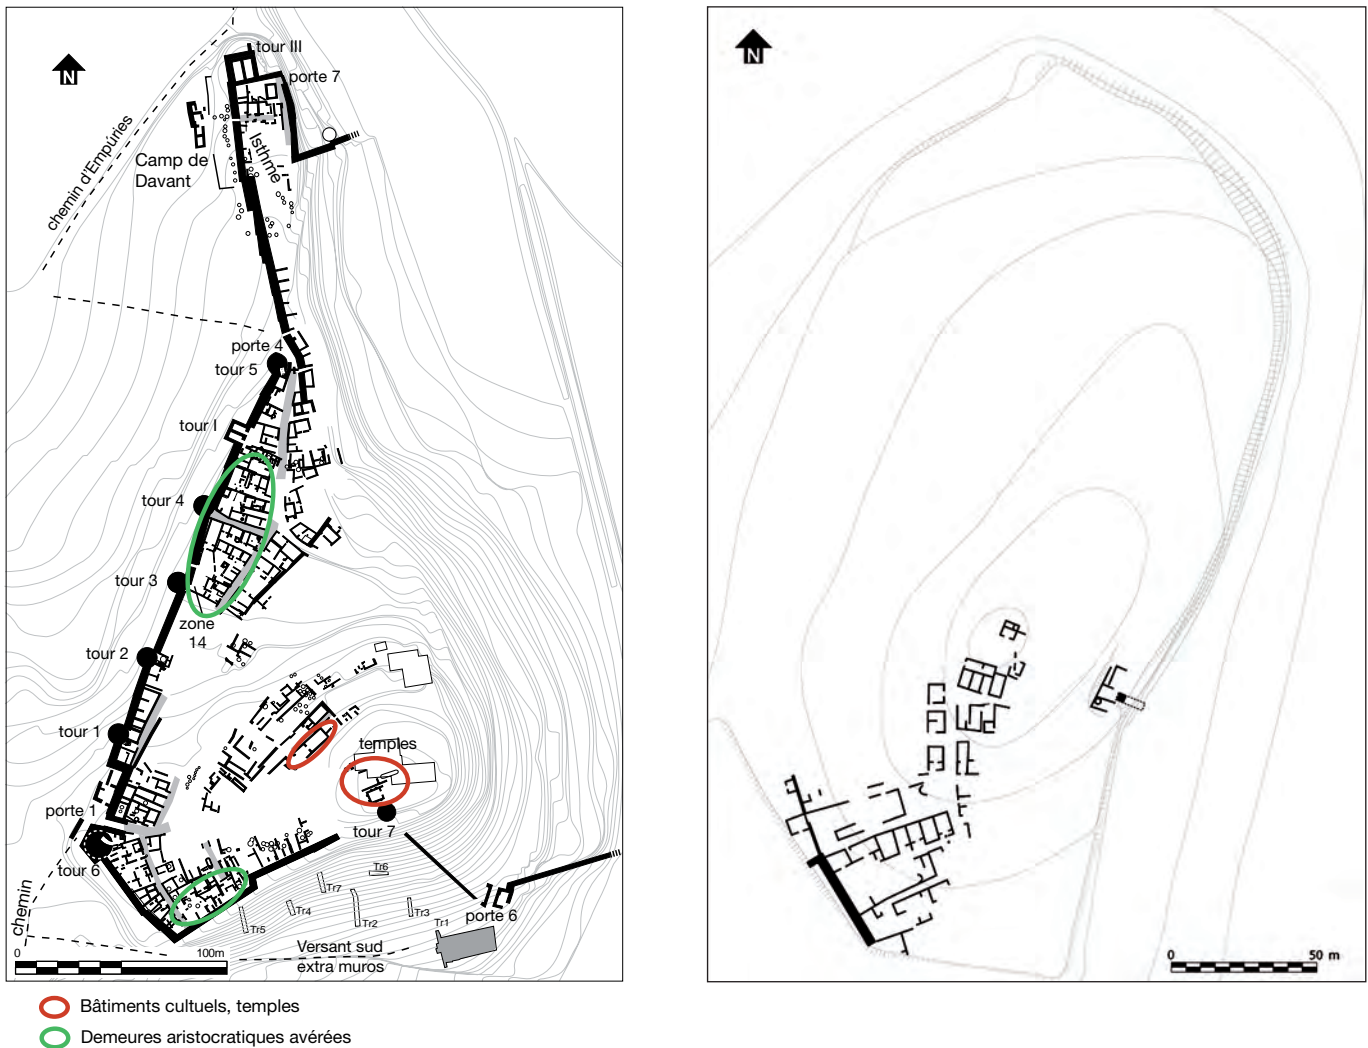 N
tour III
porte 7
chemin d'Empúries
Isthme
Camp de
Davant
porte 4
tour 5
tour I
tour 4
tour 3
zone
14
tour 2
tour 1
temples
porte 1
tour 7
tour 6
Tr6
Tr7
Tr4
Tr2
Tr3
Tr1
Tr5
porte 6
chemin
Versant sud
extra muros
0
100m
Bâtiments cultuels, temples
Demeures aristocratiques avérées
N
0
50 m